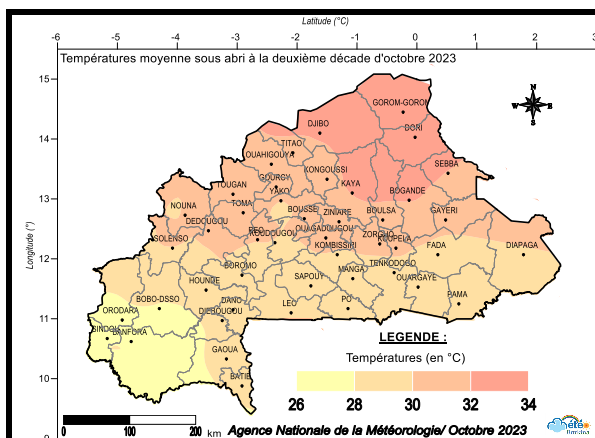 Latitude (°C)
-6 -5 -4 -3 -2 -1 0 1 2 3
Températures moyenne sous abri à la deuxième décade d'octobre 2023
15
N
W E
S
GOROM-GORON
DJIBO
DORI
14
TITAO
OUAHIGOUYA
SEBBA
KONGOUSSI
GOURCY
TOUGAN
KAYA
YAKO
BOGANDE
13
NOUNA
TOMA
BOUSSE
ZINIARE
BOULSA
GAYERI
DEDOUGOU
OUAGADOUGOU
ZORGHO
REO
KOUDOUGOU
SOLENSO
KOMBISSIRI
KOUPELA
FADA
DIAPAGA
12
Longitude (°)
BOROMO
TENKODOGO
MANGA
HOUNDE
SAPOUY
OUARGAYE
BOBO-DSSO
DANO
LEO
PO
PAMA
11
ORODARA
DIEBOUGOU
SINDOU
BANFORA
LEGENDE :
GAOUA
Températures (en °C)
BATIE
10
26 28 30 32 34
0 100 200 km
Agence Nationale de la Météorologie/ Octobre 2023
météo
9